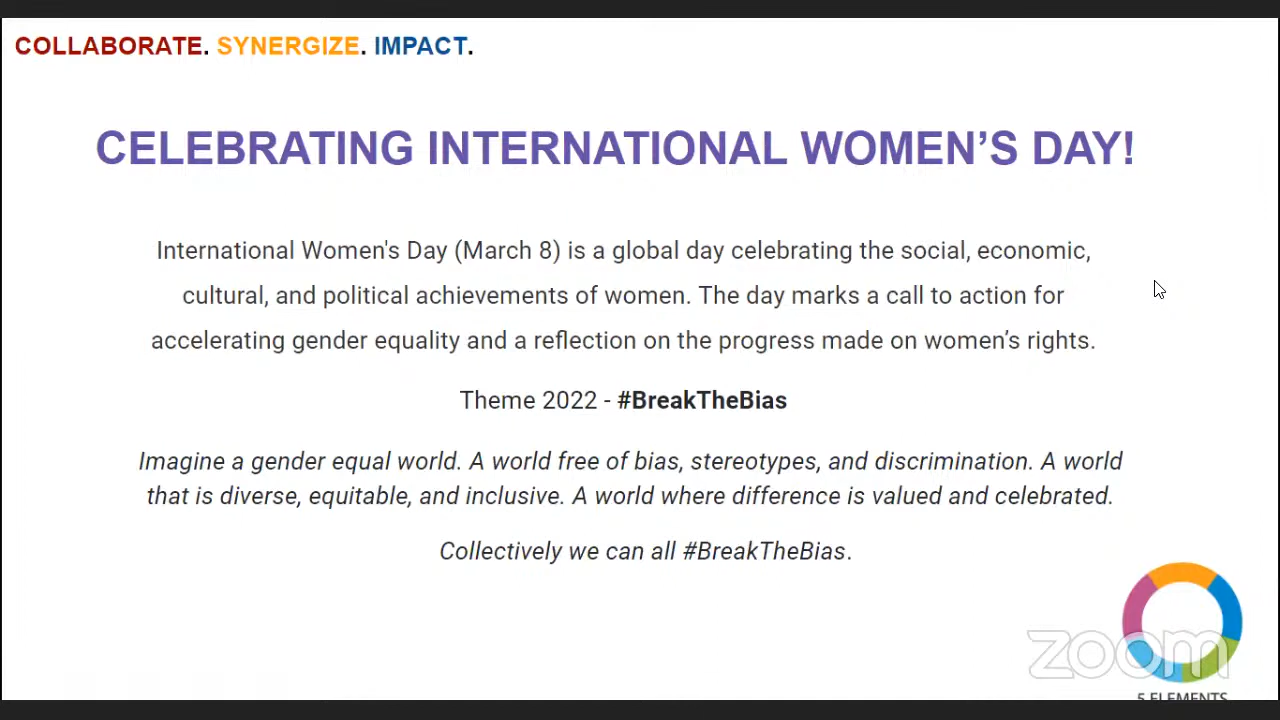 COLLABORATE. SYNERGIZE. IMPACT.
CELEBRATING INTERNATIONAL WOMEN’S DAY!
International Women's Day (March 8) is a global day celebrating the social, economic,
cultural, and political achievements of women. The day marks a call to action for
accelerating gender equality and a reflection on the progress made on women’s rights.
Theme 2022 - #BreakTheBias
Imagine a gender equal world. A world free of bias, stereotypes, and discrimination. A world
that is diverse, equitable, and inclusive. A world where difference is valued and celebrated.
Collectively we can all #BreakTheBias.
zoom
5 ELEMENTS